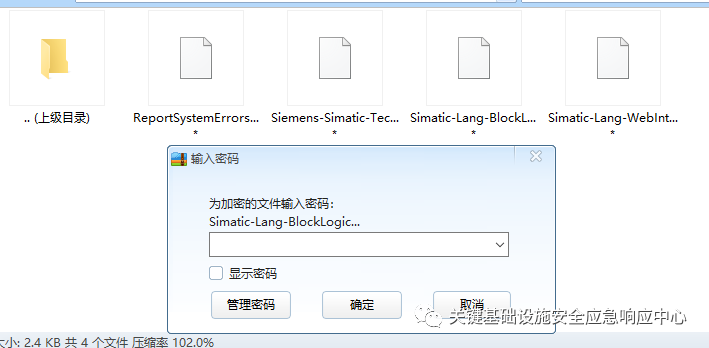 .. (上级目录)
ReportSystemErrors...
*
Siemens-Simatic-Tec...
*
Simatic-Lang-BlockL...
*
Simatic-Lang-WebInt...
*
输入密码
为加密的文件输入密码:
Simatic-Lang-BlockLogic...
显示密码
管理密码
确定
取消
关键基础设施安全应急响应中心
大小: 2.4 KB 共 4 个文件 压缩率 102.0%